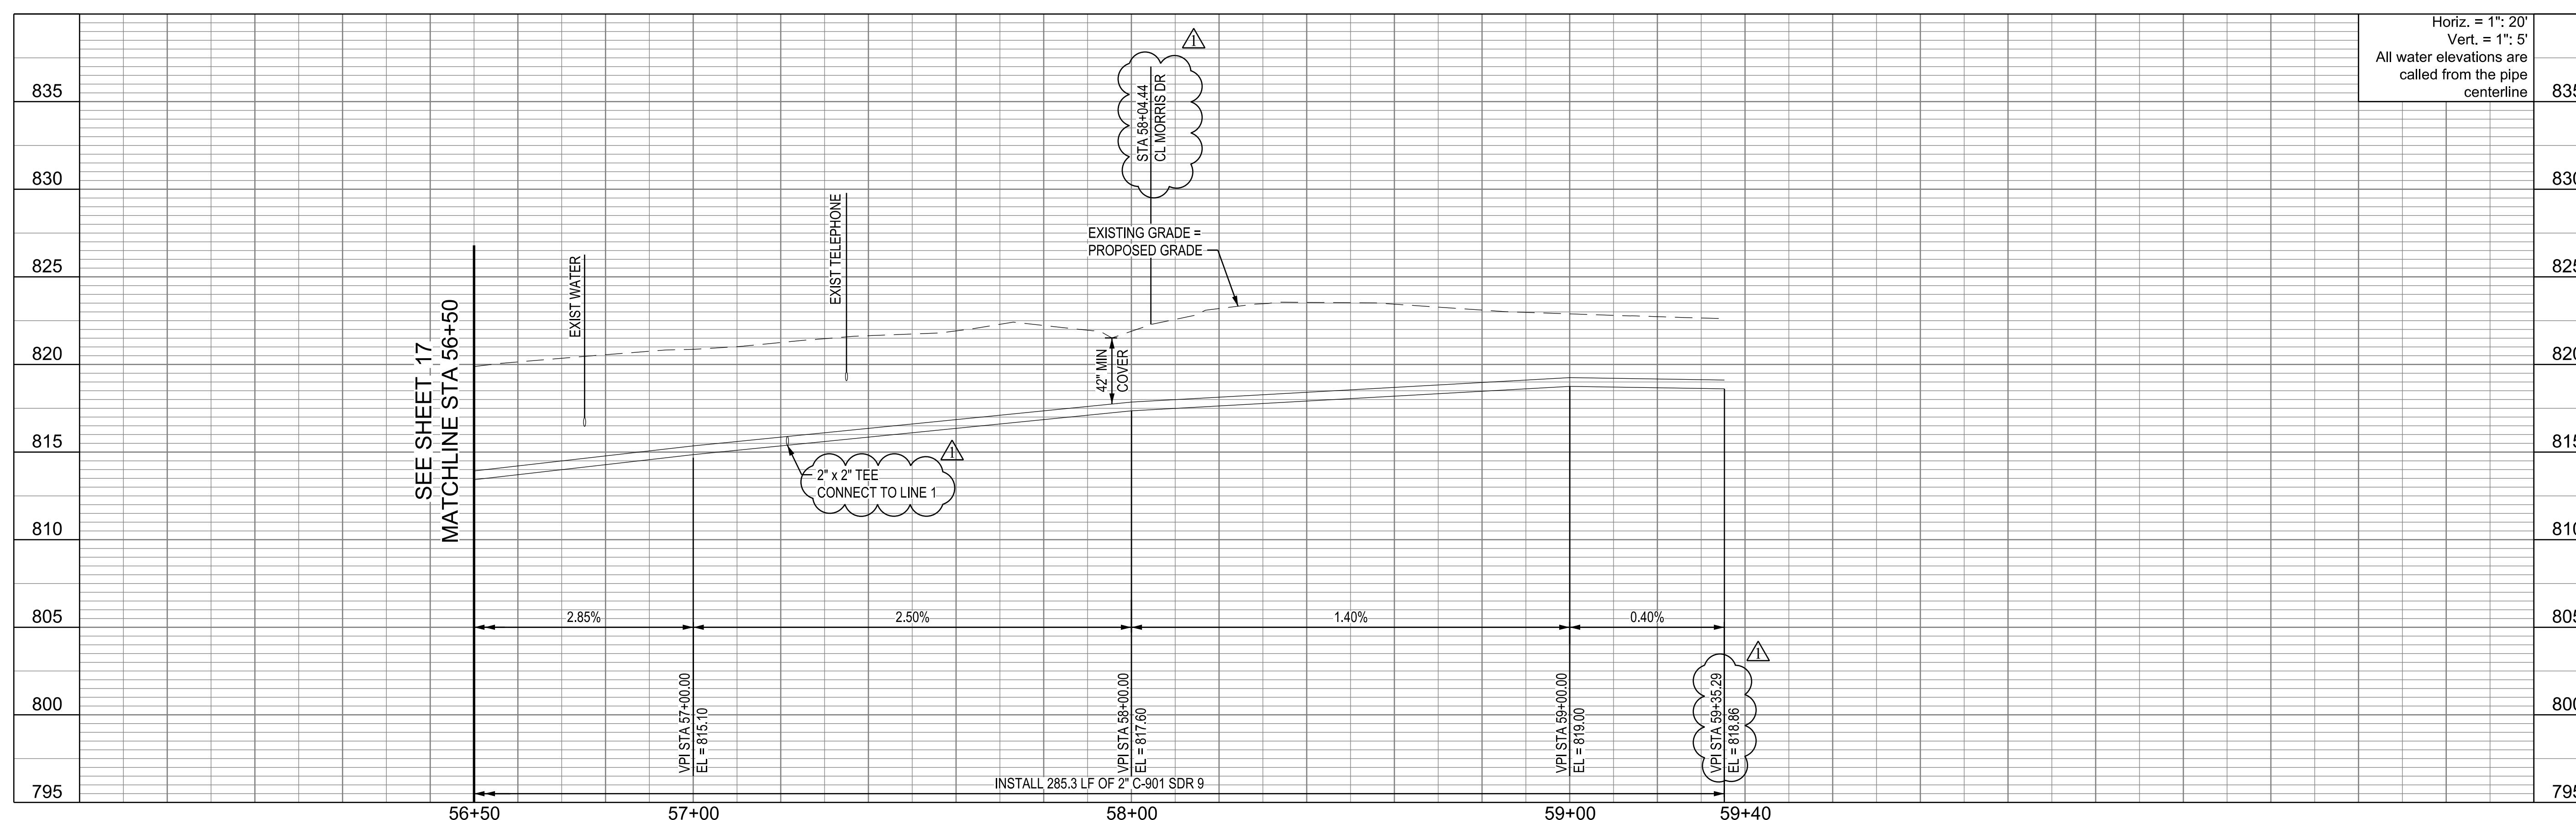 Horiz. = 1": 20'
Vert. = 1": 5'
All water elevations are
called from the pipe
centerline
835
830
825
820
815
810
805
800
795
SEE SHEET 17
MATCHLINE STA 56+50
EXIST WATER
EXIST TELEPHONE
1
STA 58+04.44
CL MORRIS DR
EXISTING GRADE =
PROPOSED GRADE
42" MIN
COVER
1
2" x 2" TEE
CONNECT TO LINE 1
2.85%
2.50%
1.40%
0.40%
VPI STA 57+00.00
EL = 815.10
VPI STA 58+00.00
EL = 817.60
VPI STA 59+00.00
EL = 819.00
1
VPI STA 59+35.29
EL = 818.86
INSTALL 285.3 LF OF 2" C-901 SDR 9
56+50
57+00
58+00
59+00
59+40